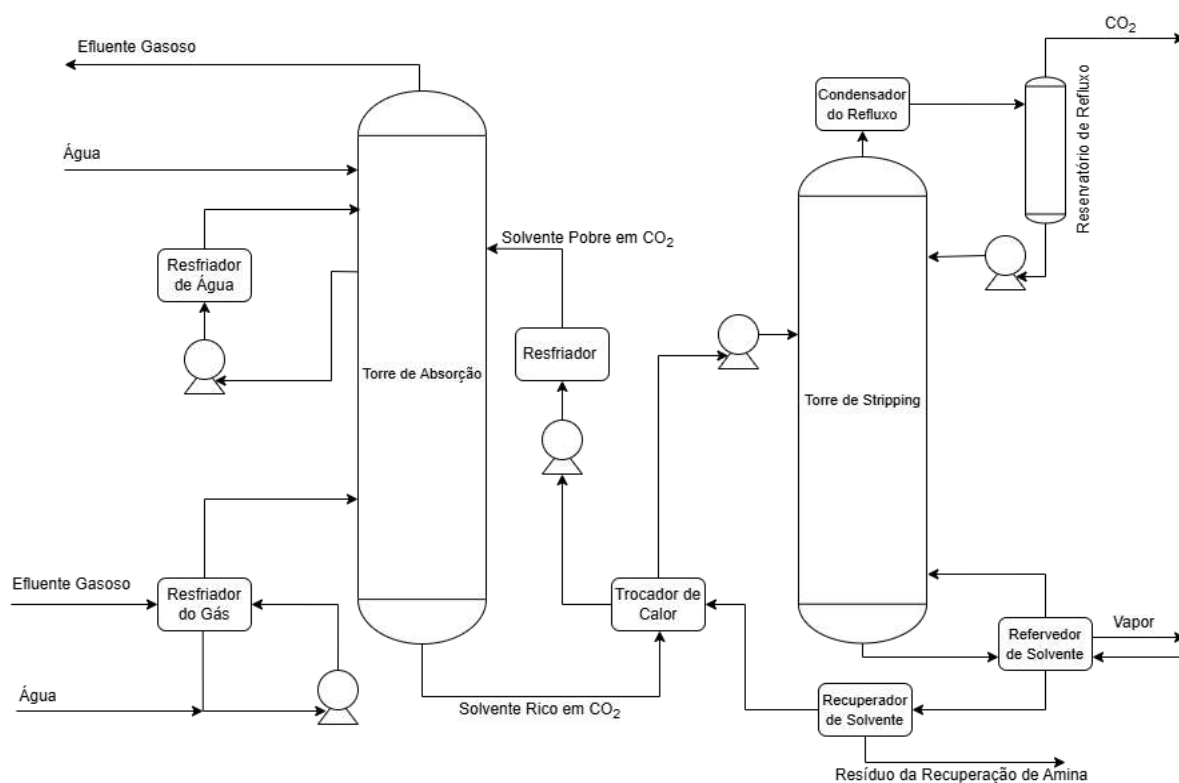 Efluente Gasoso
CO2
Condensador
do Refluxo
Reservatório de Refluxo
Água
Solvente Pobre em CO2
Resfriador
de Água
Resfriador
Torre de Absorção
Torre de Stripping
Efluente Gasoso
Resfriador
do Gás
Trocador de
Calor
Vapor
Refervedor
de Solvente
Água
Solvente Rico em CO2
Recuperador
de Solvente
Resíduo da Recuperação de Amina